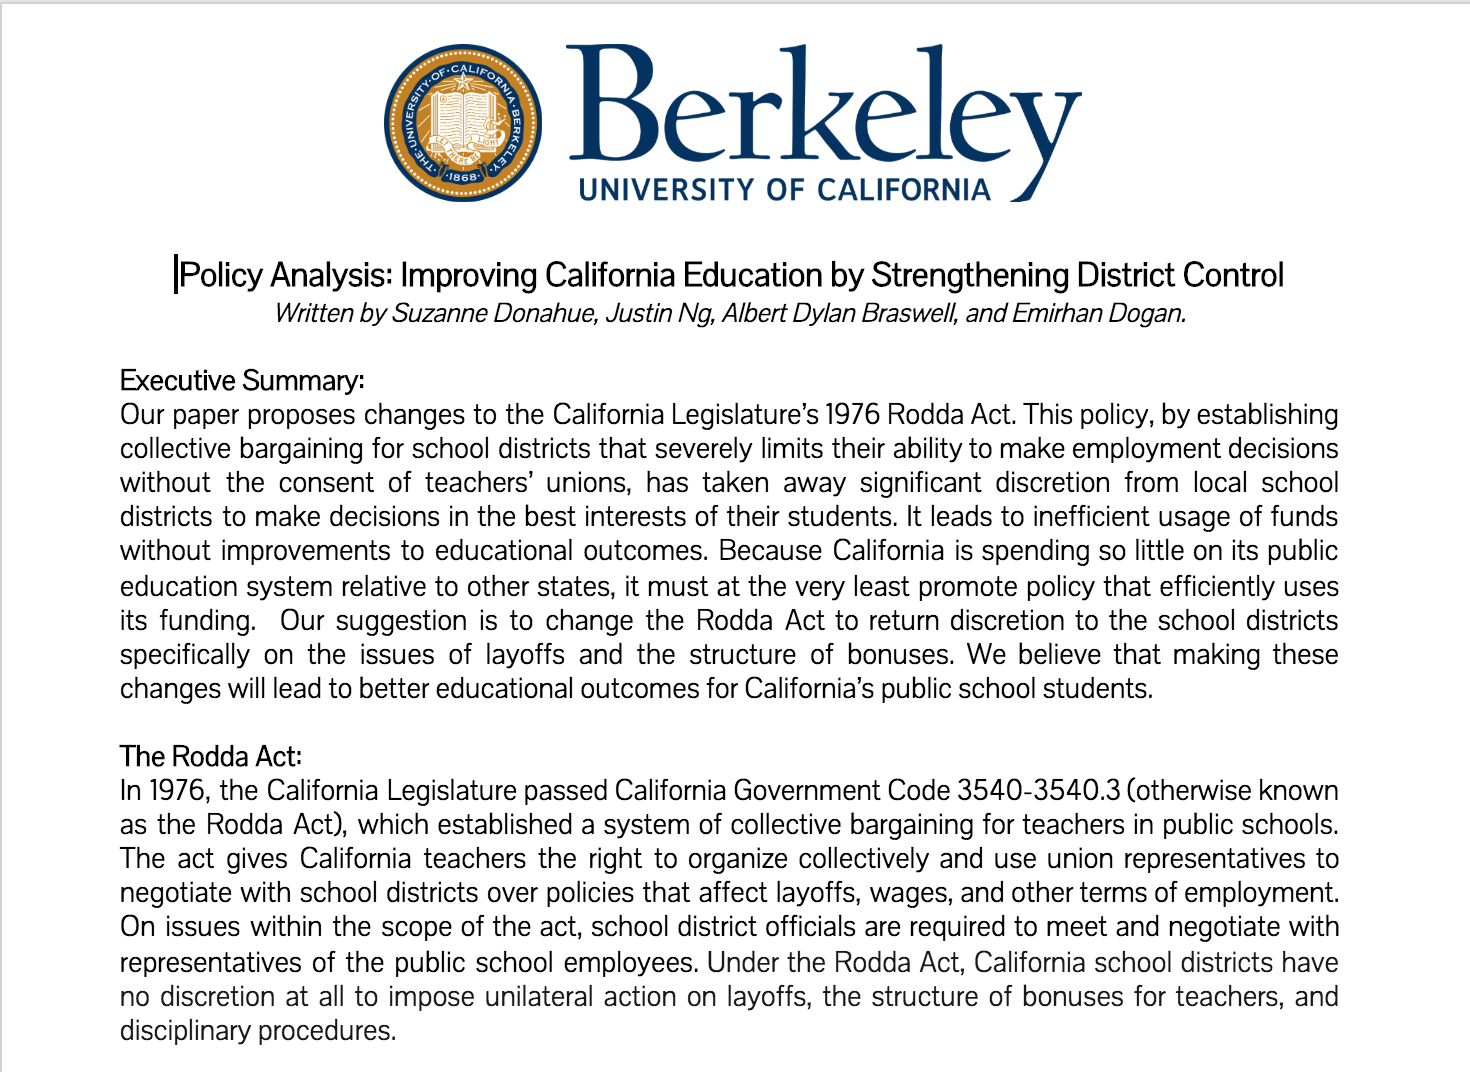 THE·UNIVERSITY·OF·CALIFORNIA·BERKELEY·
LET THERE BE LIGHT
·1868·
Berkeley
UNIVERSITY OF CALIFORNIA
Policy Analysis: Improving California Education by Strengthening District Control
Written by Suzanne Donahue, Justin Ng, Albert Dylan Braswell, and Emirhan Dogan.
Executive Summary:
Our paper proposes changes to the California Legislature’s 1976 Rodda Act. This policy, by establishing
collective bargaining for school districts that severely limits their ability to make employment decisions
without the consent of teachers’ unions, has taken away significant discretion from local school
districts to make decisions in the best interests of their students. It leads to inefficient usage of funds
without improvements to educational outcomes. Because California is spending so little on its public
education system relative to other states, it must at the very least promote policy that efficiently uses
its funding.  Our suggestion is to change the Rodda Act to return discretion to the school districts
specifically on the issues of layoffs and the structure of bonuses. We believe that making these
changes will lead to better educational outcomes for California’s public school students.
The Rodda Act:
In 1976, the California Legislature passed California Government Code 3540-3540.3 (otherwise known
as the Rodda Act), which established a system of collective bargaining for teachers in public schools.
The act gives California teachers the right to organize collectively and use union representatives to
negotiate with school districts over policies that affect layoffs, wages, and other terms of employment.
On issues within the scope of the act, school district officials are required to meet and negotiate with
representatives of the public school employees. Under the Rodda Act, California school districts have
no discretion at all to impose unilateral action on layoffs, the structure of bonuses for teachers, and
disciplinary procedures.